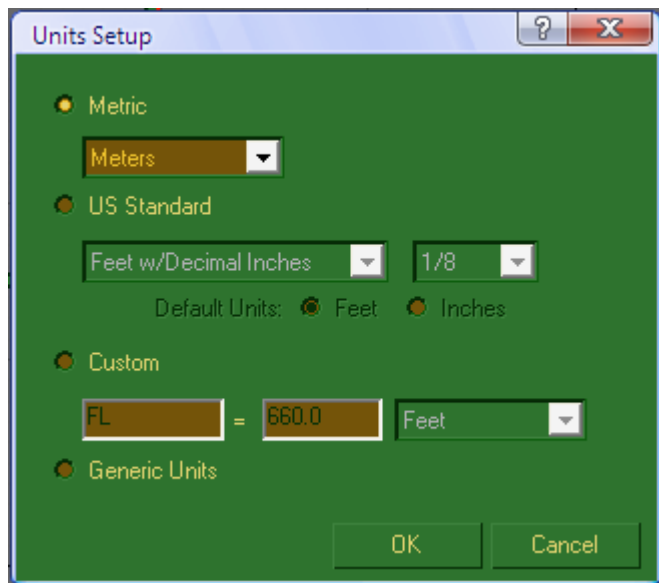 Units Setup
?
X
Metric
Meters
US Standard
Feet w/Decimal Inches 1/8
Default Units: Feet Inches
Custom
FL = 660.0 Feet
Generic Units
OK Cancel